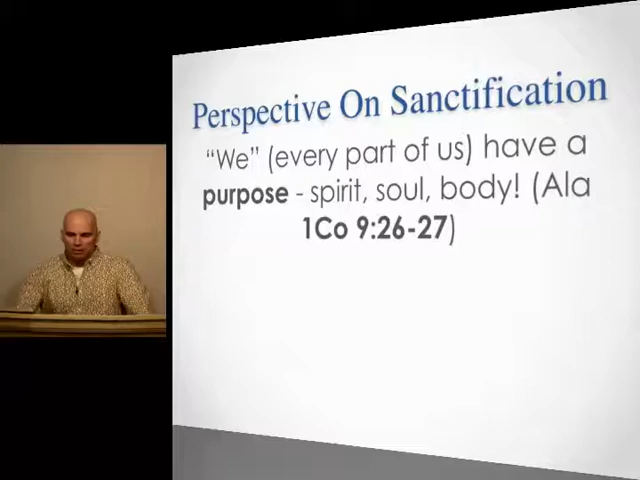 Perspective On Sanctification
“We” (every part of us) have a
purpose - spirit, soul, body! (Ala
1Co 9:26-27)